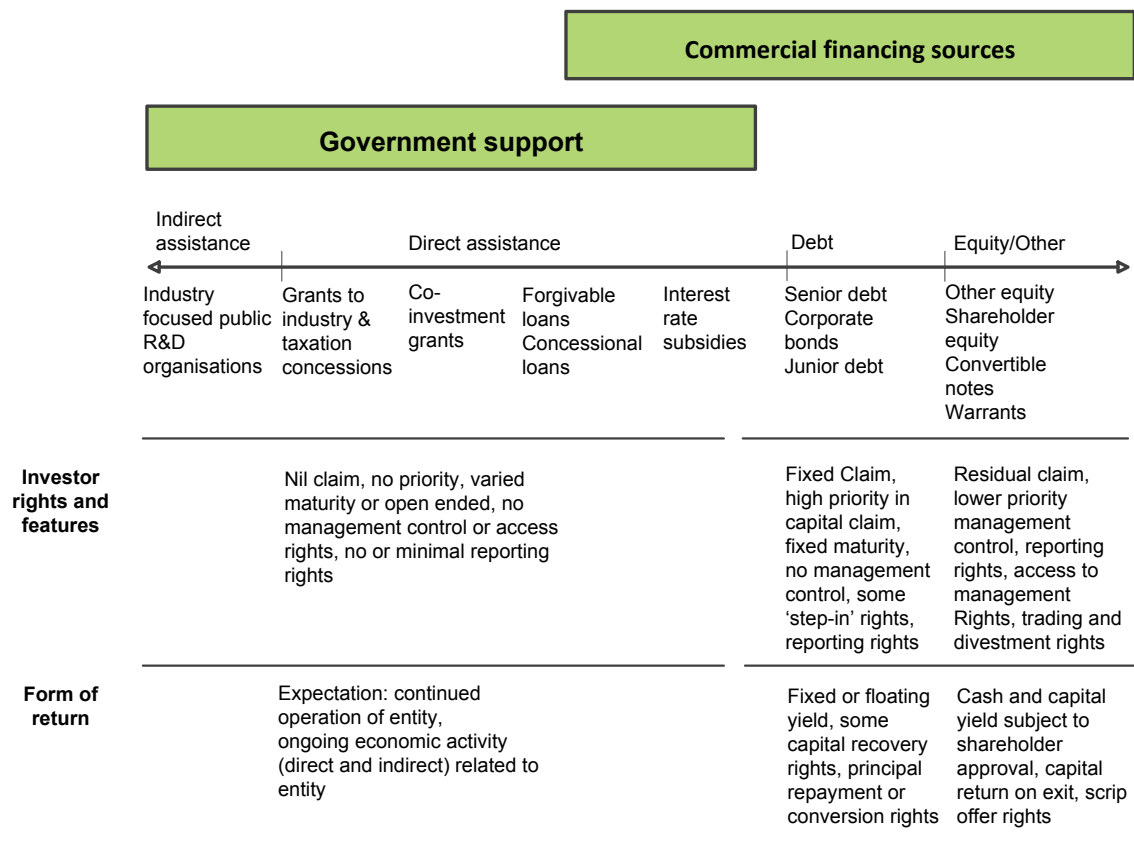 Commercial financing sources
Government support
Indirect
assistance
Direct assistance
Debt
Equity/Other
Industry
focused public
R&D
organisations
Grants to
industry &
taxation
concessions
Co-
investment
grants
Forgivable
loans
Concessional
loans
Interest
rate
subsidies
Senior debt
Corporate
bonds
Junior debt
Other equity
Shareholder
equity
Convertible
notes
Warrants
Investor
rights and
features
Nil claim, no priority, varied
maturity or open ended, no
management control or access
rights, no or minimal reporting
rights
Fixed Claim,
high priority in
capital claim,
fixed maturity,
no management
control, some
‘step-in’ rights,
reporting rights
Residual claim,
lower priority
management
control, reporting
rights, access to
management
Rights, trading and
divestment rights
Form of
return
Expectation: continued
operation of entity,
ongoing economic activity
(direct and indirect) related to
entity
Fixed or floating
yield, some
capital recovery
rights, principal
repayment or
conversion rights
Cash and capital
yield subject to
shareholder
approval, capital
return on exit, scrip
offer rights